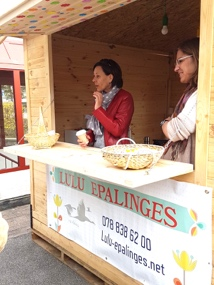 LULU EPALINGES
078 838 62 00
Lulu-epalinges.net